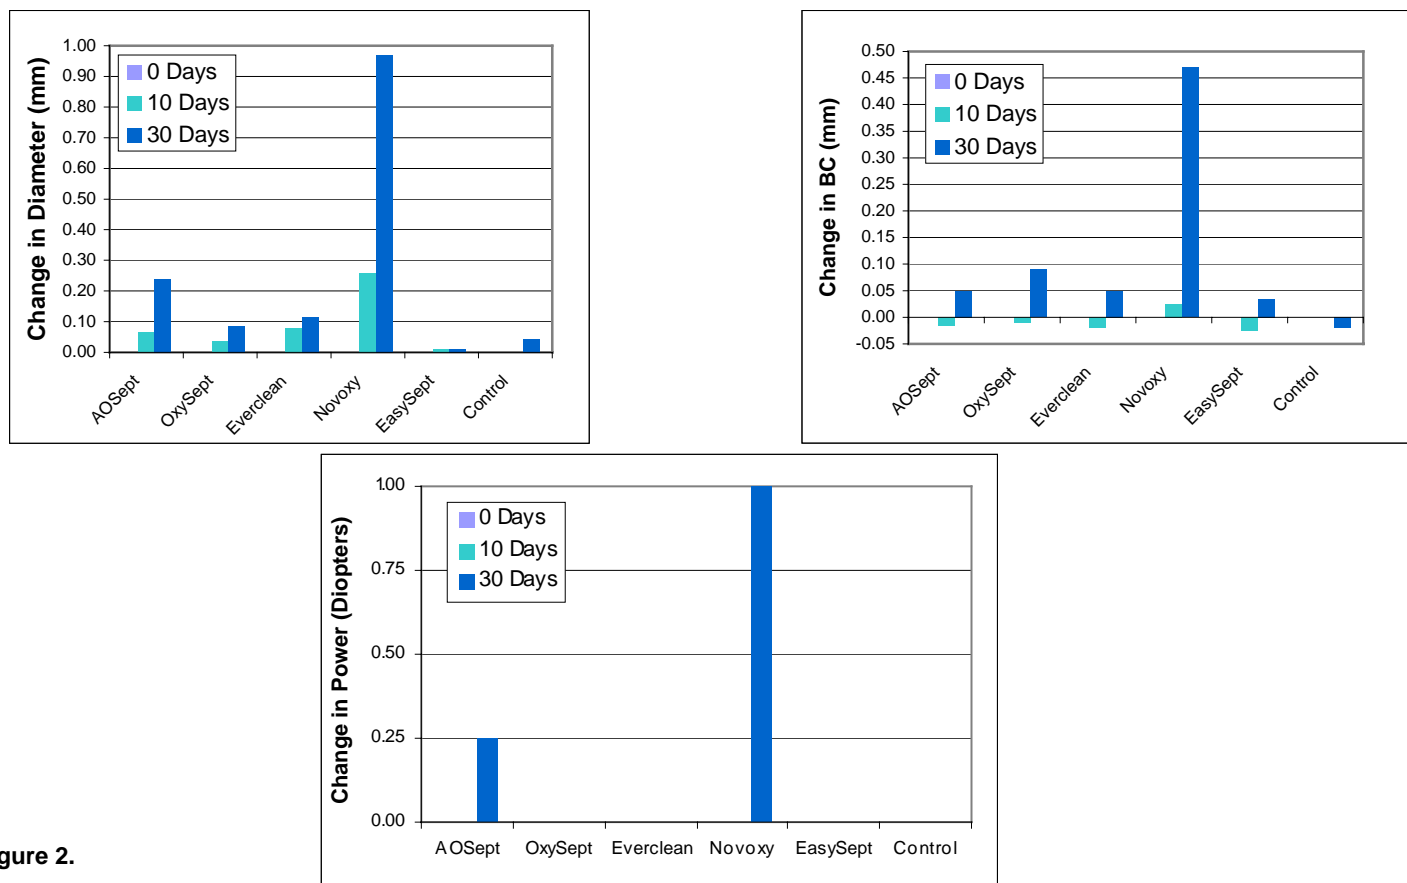 Change in Diameter (mm)
1.00
0.90
0.80
0.70
0.60
0.50
0.40
0.30
0.20
0.10
0.00
0 Days
10 Days
30 Days
AOSept
OxySept
Everclean
Novoxy
EasySept
Control
Change in BC (mm)
0.50
0.45
0.40
0.35
0.30
0.25
0.20
0.15
0.10
0.05
0.00
-0.05
0 Days
10 Days
30 Days
AOSept
OxySept
Everclean
Novoxy
EasySept
Control
Change in Power (Diopters)
1.00
0.75
0.50
0.25
0.00
0 Days
10 Days
30 Days
AOSept OxySept Everclean Novoxy EasySept Control
gure 2.